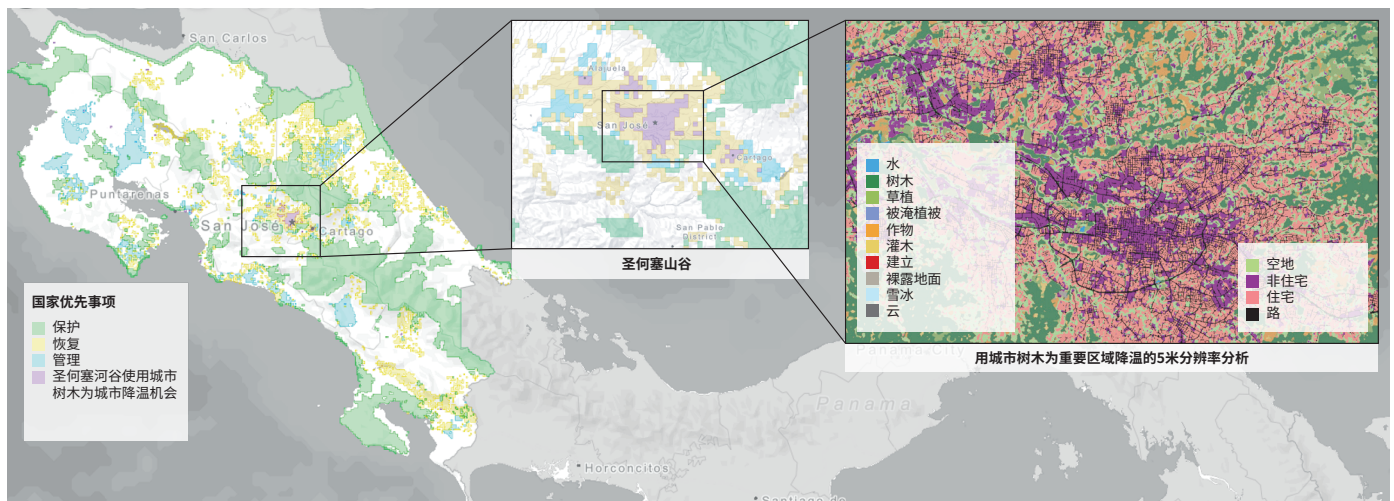 San Carlos
Puntarenas
San José
Cartago
国家优先事项
保护
恢复
管理
圣何塞河谷使用城市
树木为城市降温机会
Alajuela
San José
Cartago
San Pablo
District
圣何塞山谷
水
树木
草植
被淹植被
作物
灌木
建立
裸露地面
雪冰
云
空地
非住宅
住宅
路
用城市树木为重要区域降温的5米分辨率分析
Panama City
Panama
Horconcitos
Santiago de